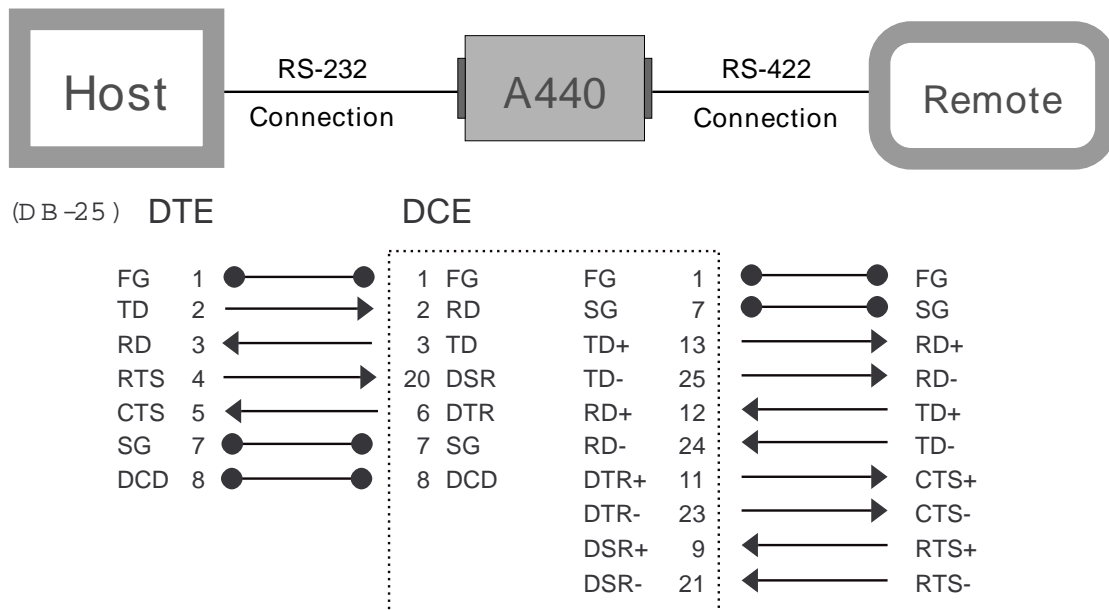 Host RS-232 Connection A440 RS-422 Connection Remote
(DB-25) DTE DCE
FG 1 1 FG FG 1 FG
TD 2 2 RD SG 7 SG
RD 3 3 TD TD+ 13 RD+
RTS 4 20 DSR TD- 25 RD-
CTS 5 6 DTR RD+ 12 TD+
SG 7 7 SG RD- 24 TD-
DCD 8 8 DCD DTR+ 11 CTS+
DTR- 23 CTS-
DSR+ 9 RTS+
DSR- 21 RTS-